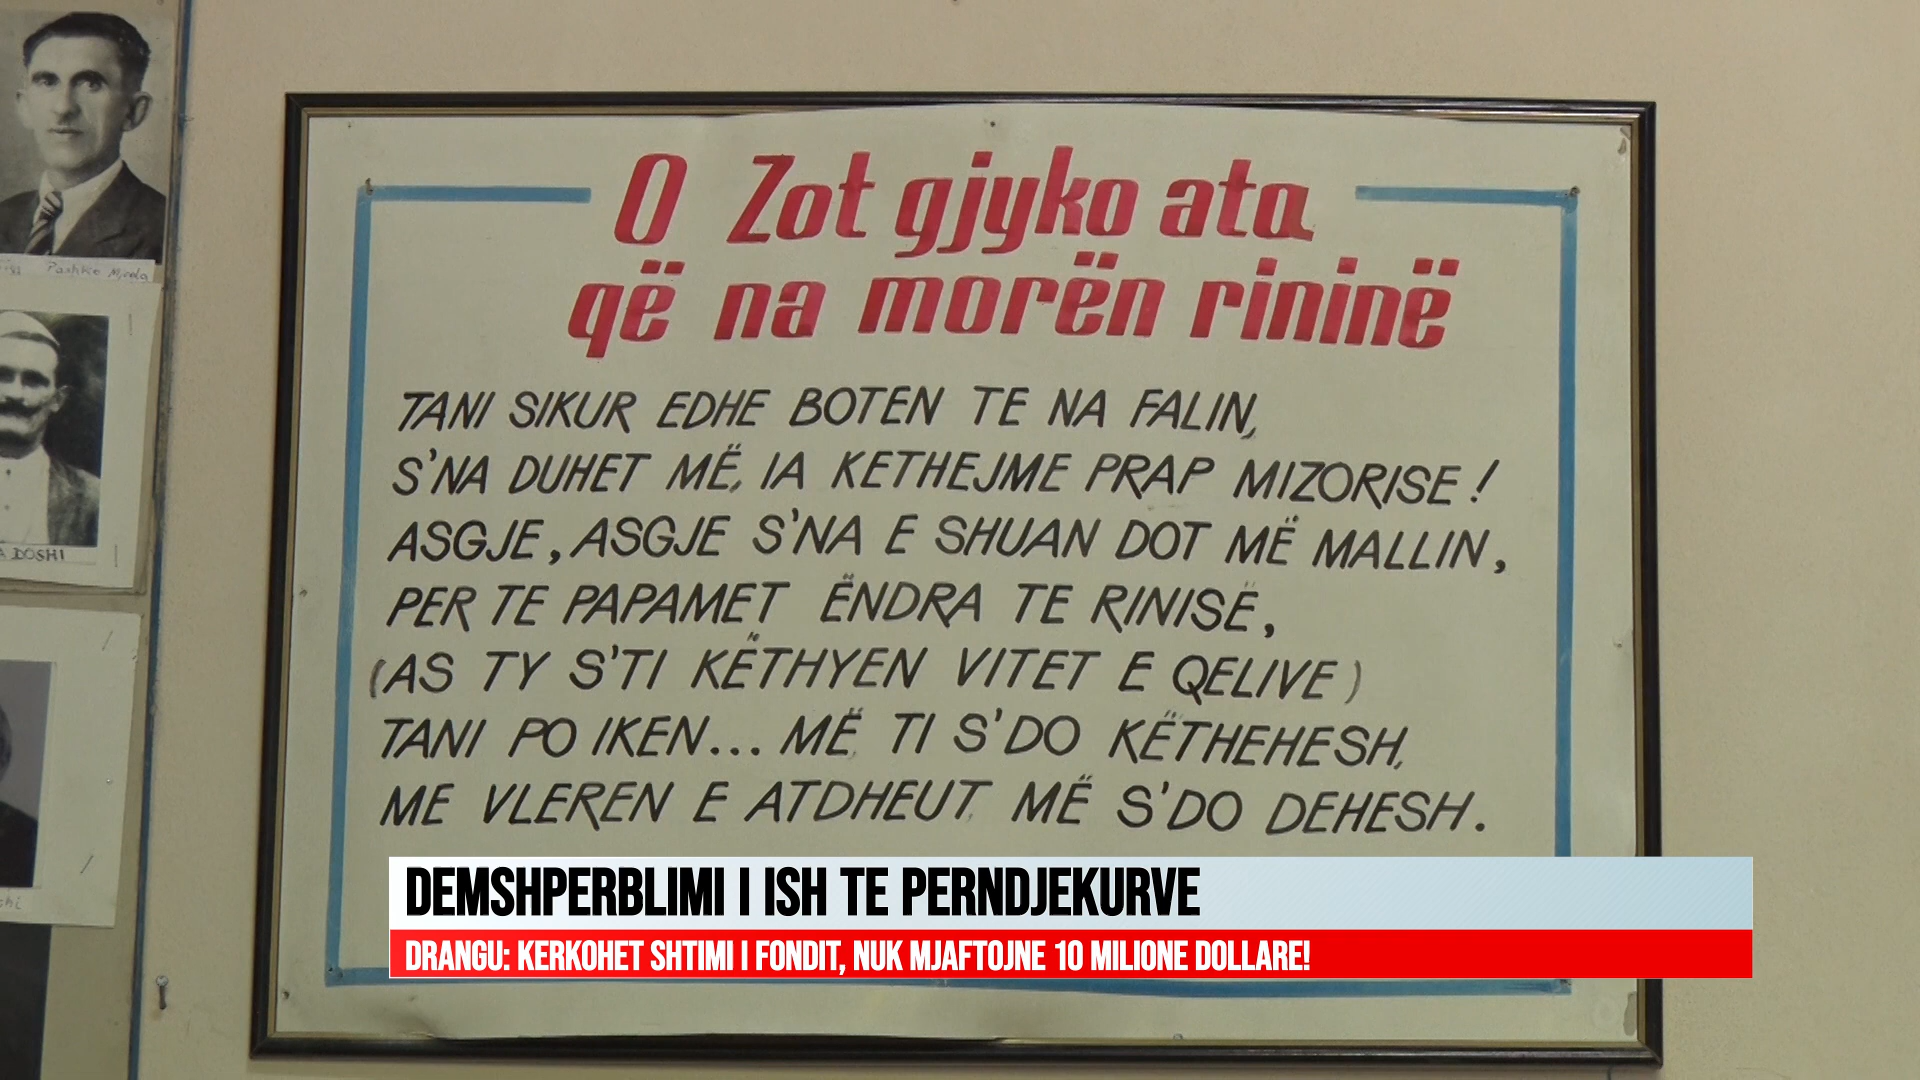 Pashko Mjeda
O Zot gjyko ata
që na morën rininë
TANI SIKUR EDHE BOTEN TE NA FALIN,
S'NA DUHET MË, IA KETHEJME PRAP MIZORISE!
ASGJE, ASGJE S'NA E SHUAN DOT MË MALLIN,
PER TE PAPAMET ËNDRA TE RINISË,
(AS TY S'TI KËTHYEN VITET E QELIVE)
TANI PO IKEN... MË TI S'DO KËTHEHESH,
ME VLEREN E ATDHEUT MË S'DO DEHESH.
DOSHI
DEMSHPERBLIMI I ISH TE PERNDJEKURVE
DRANGU: KERKOHET SHTIMI I FONDIT, NUK MJAFTOJNE 10 MILIONE DOLLARE!